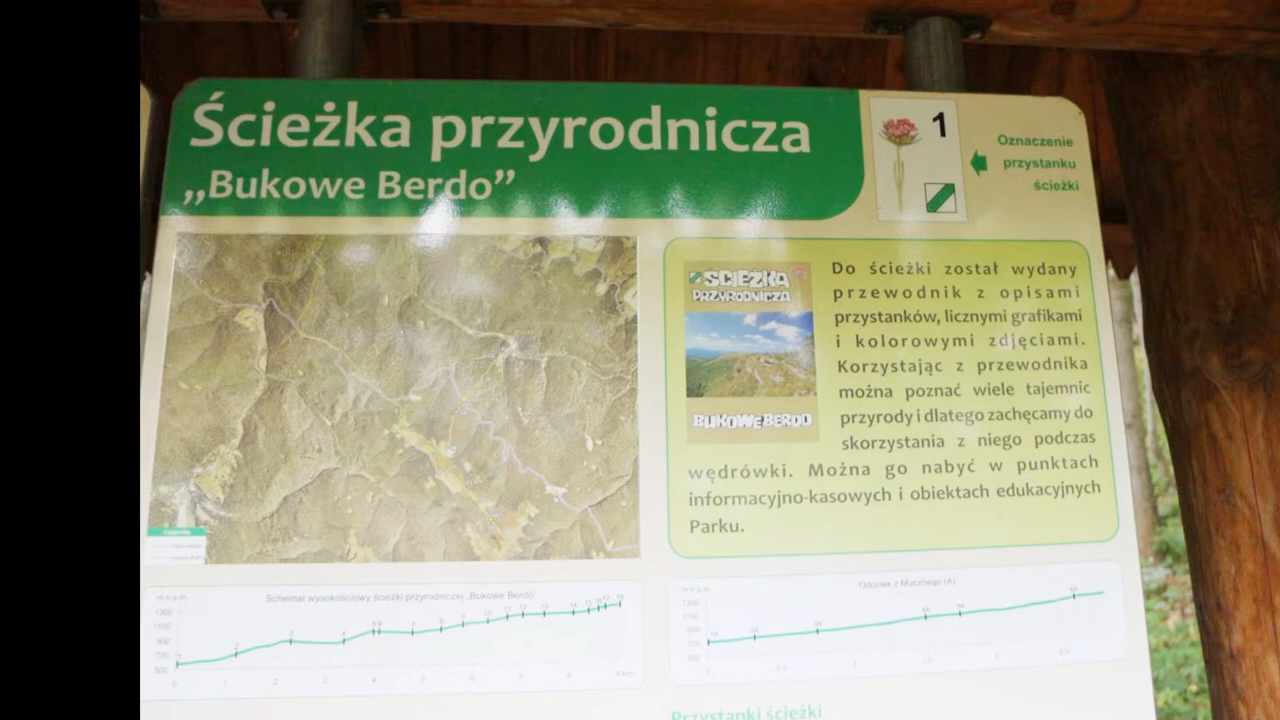 Ścieżka przyrodnicza
„Bukowe Berdo”
1
Oznaczenie
przystanku
ścieżki
ŚCIEŻKA
PRZYRODNICZA
BUKOWE BERDO
Do ścieżki został wydany
przewodnik z opisami
przystanków, licznymi grafikami
i kolorowymi zdjęciami.
Korzystając z przewodnika
można poznać wiele tajemnic
przyrody i dlatego zachęcamy do
skorzystania z niego podczas
wędrówki. Można go nabyć w punktach
informacyjno-kasowych i obiektach edukacyjnych
Parku.
Schemat wysokościowy ścieżki przyrodniczej „Bukowe Berdo”
Odcinek z Mucznego (A)
Przystanki ścieżki